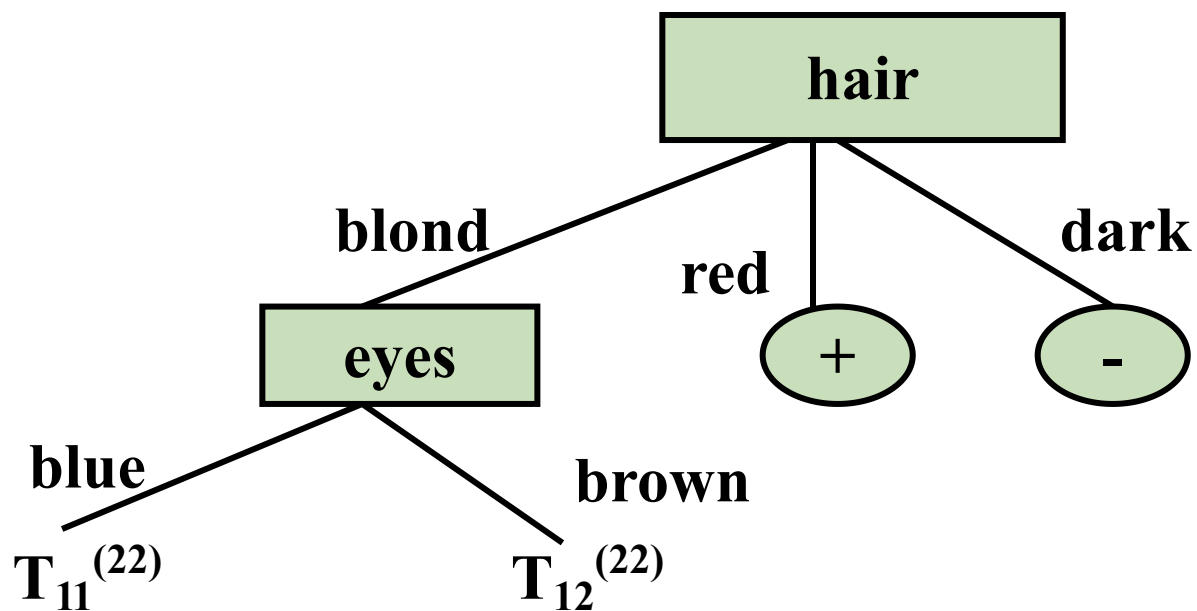 hair
blond
red
dark
eyes
+
-
blue
brown
T₁₁⁽²²⁾
T₁₂⁽²²⁾